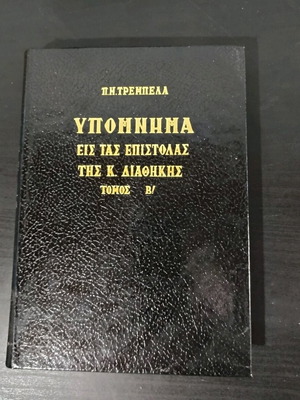 Π.Ν.ΤΡΕΜΠΕΛΑ
ΥΠΟΜΝΗΜΑ
ΕΙΣ ΤΑΣ ΕΠΙΣΤΟΛΑΣ
ΤΗΣ Κ. ΔΙΑΘΗΚΗΣ
ΤΟΜΟΣ Β/